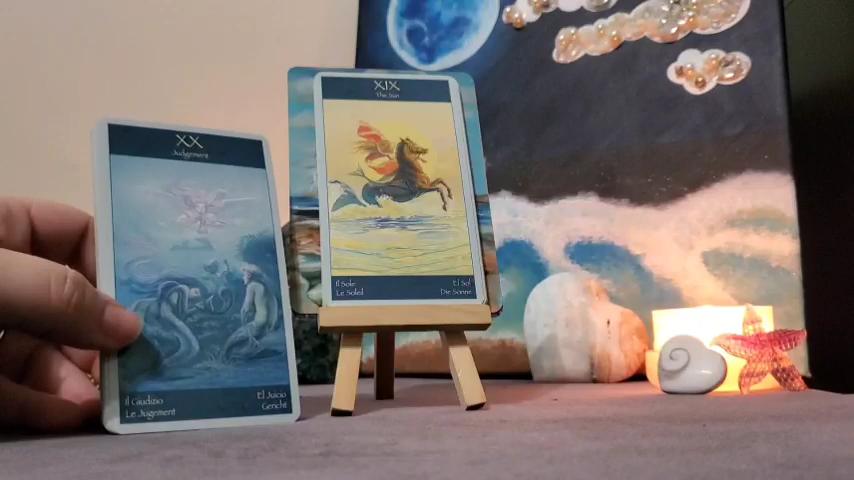 XX
Judgement
Il Giudizio
Le Jugement
El Juicio
Gericht
XIX
The Sun
Il Sole
Le Soleil
El Sol
Die Sonne